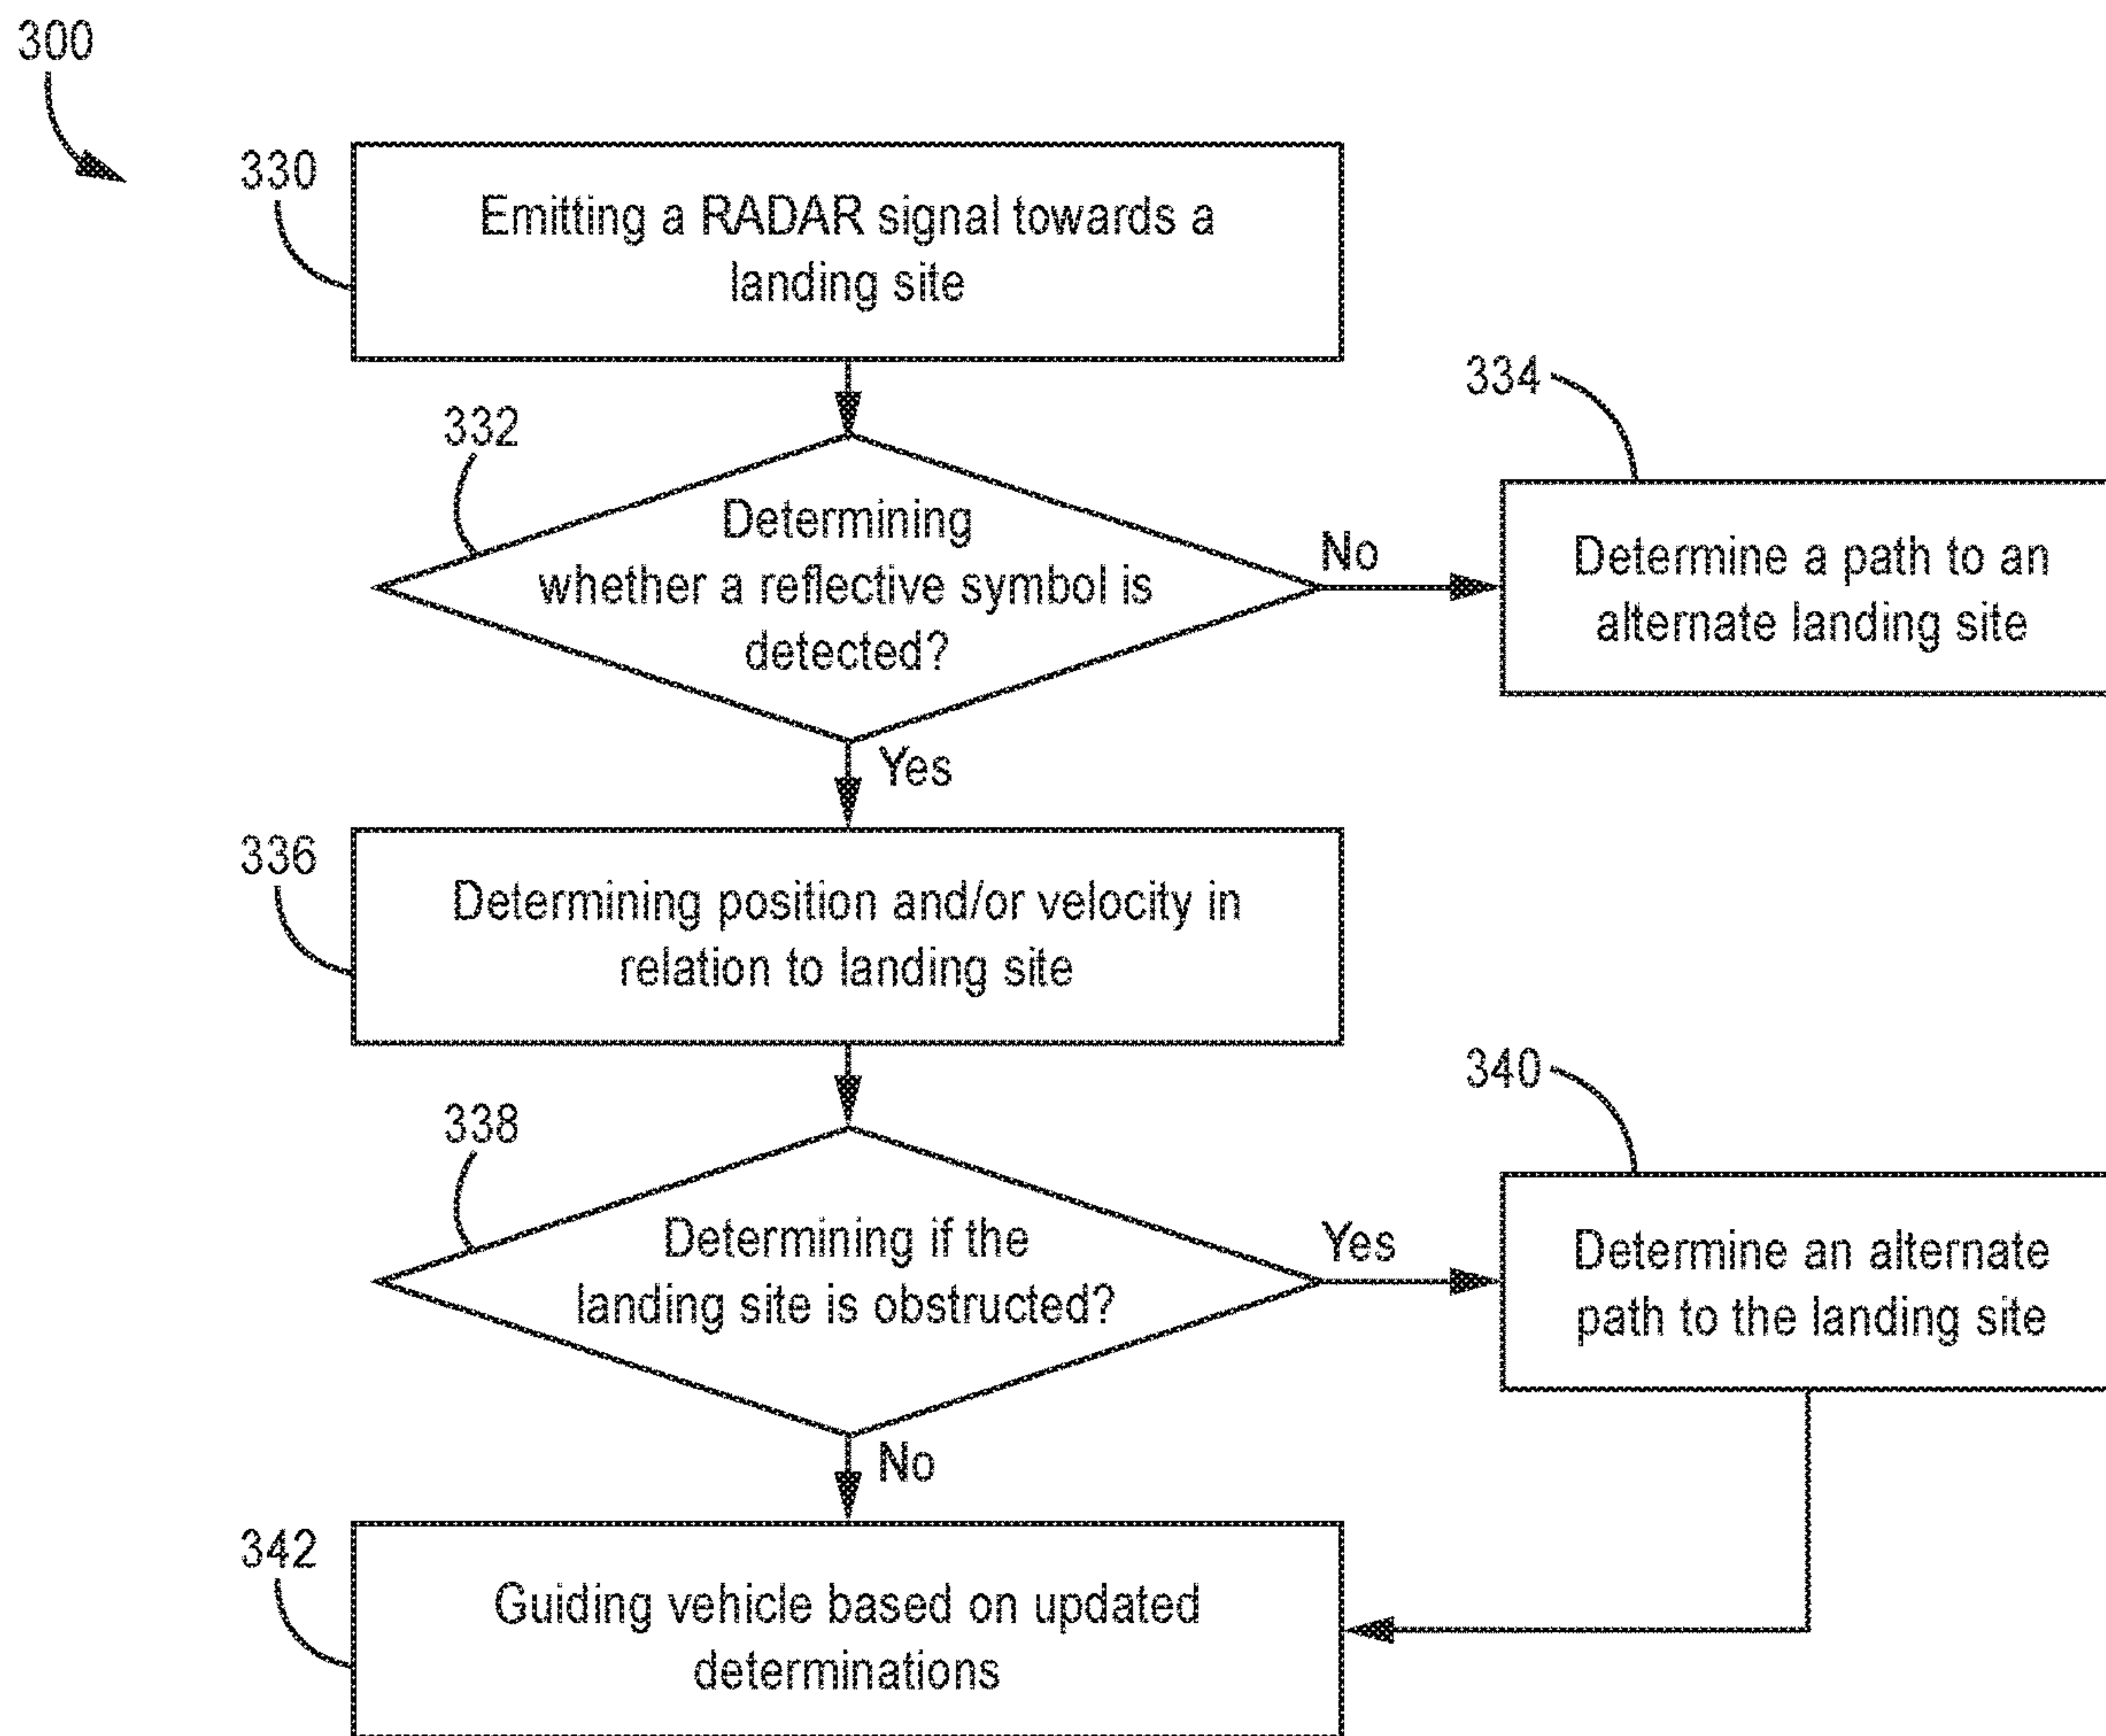 300
330
Emitting a RADAR signal towards a
landing site
332
Determining
whether a reflective symbol is
detected?
No
334
Determine a path to an
alternate landing site
Yes
336
Determining position and/or velocity in
relation to landing site
338
Determining if the
landing site is obstructed?
Yes
340
Determine an alternate
path to the landing site
No
342
Guiding vehicle based on updated
determinations